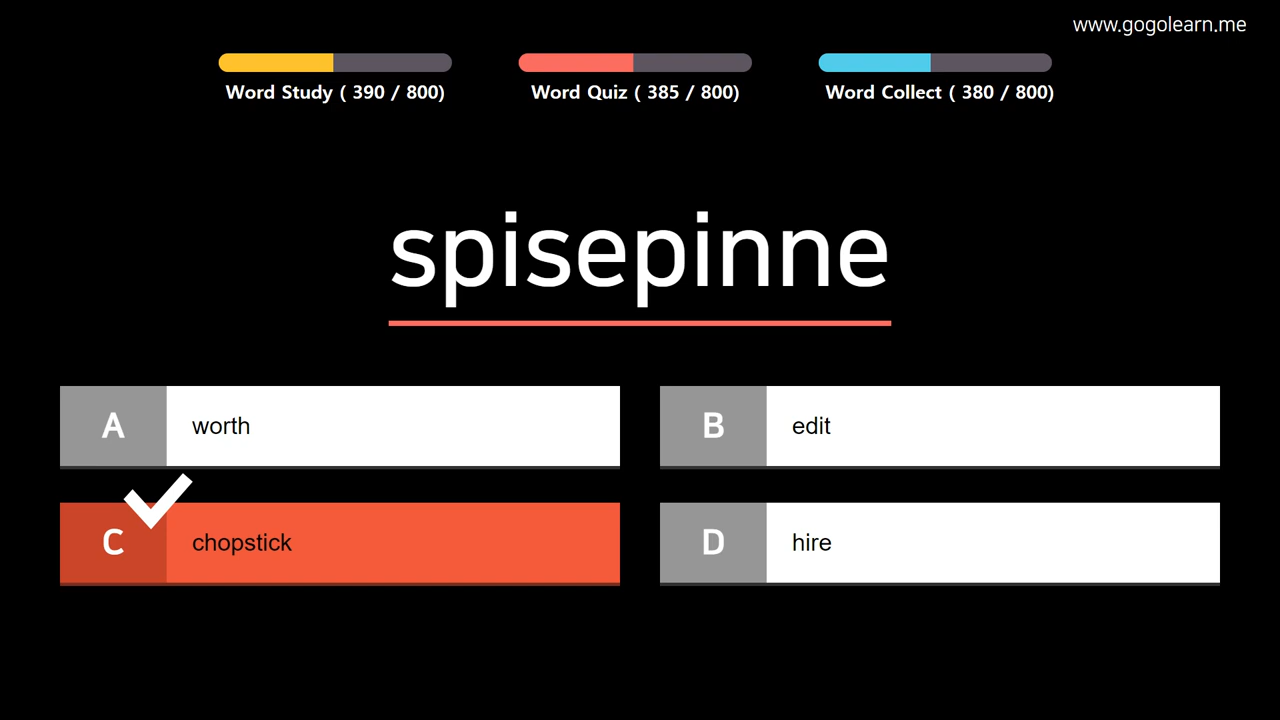 www.gogolearn.me
Word Study ( 390 / 800)
Word Quiz ( 385 / 800)
Word Collect ( 380 / 800)
spisepinne
A worth
B edit
C chopstick
D hire